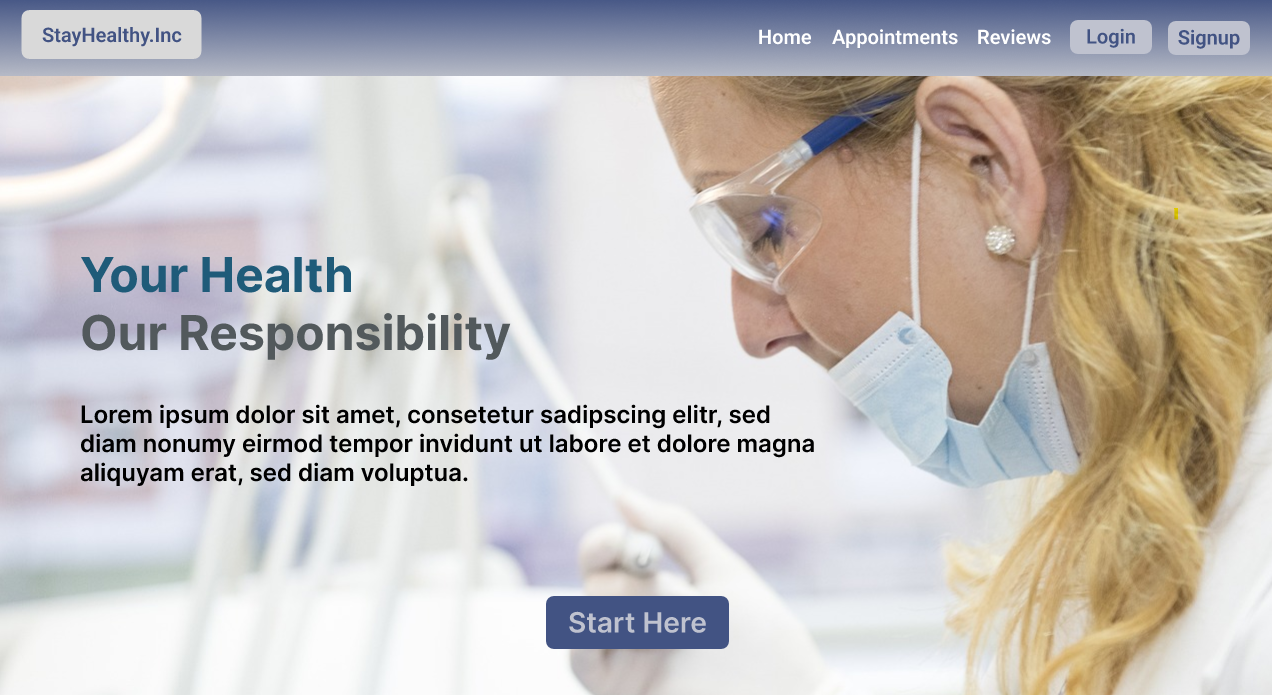 StayHealthy.Inc
Home Appointments Reviews Login Signup
Your Health
Our Responsibility
Lorem ipsum dolor sit amet, consetetur sadipscing elitr, sed
diam nonumy eirmod tempor invidunt ut labore et dolore magna
aliquyam erat, sed diam voluptua.
Start Here